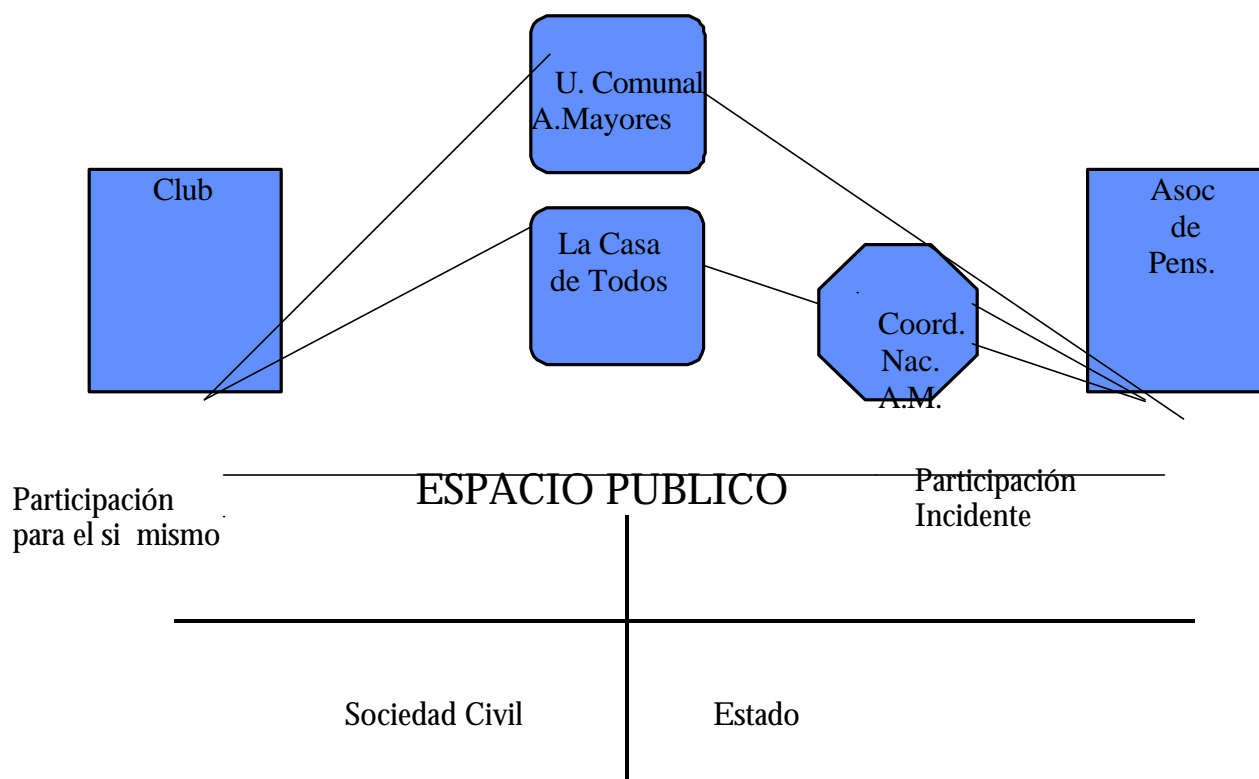 U. Comunal
A.Mayores
Club
Asoc
de
Pens.
La Casa
de Todos
Coord.
Nac.
A.M.
ESPACIO PUBLICO
Participación
para el si mismo
Participación
Incidente
Sociedad Civil
Estado